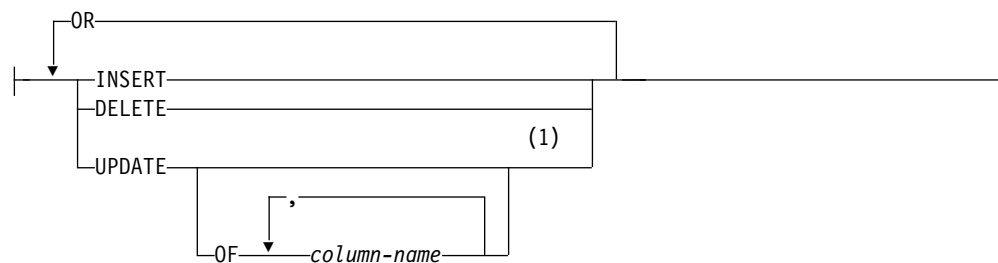 OR
INSERT
DELETE
(1)
UPDATE
,
OF column-name